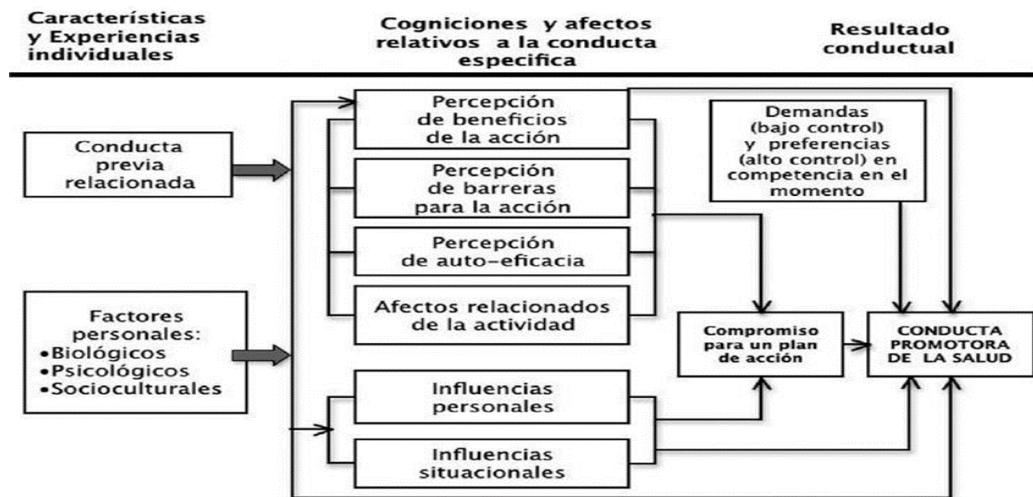 Características
y Experiencias
individuales
Cogniciones y afectos
relativos a la conducta
especifica
Resultado
conductual
Conducta
previa
relacionada
Factores
personales:
•Biológicos
•Psicológicos
•Socioculturales
Percepción
de beneficios
de la acción
Percepción
de barreras
para la acción
Percepción
de auto-eficacia
Afectos relacionados
de la actividad
Influencias
personales
Influencias
situacionales
Demandas
(bajo control)
y preferencias
(alto control) en
competencia en el
momento
Compromiso
para un plan
de acción
CONDUCTA
PROMOTORA
DE LA SALUD